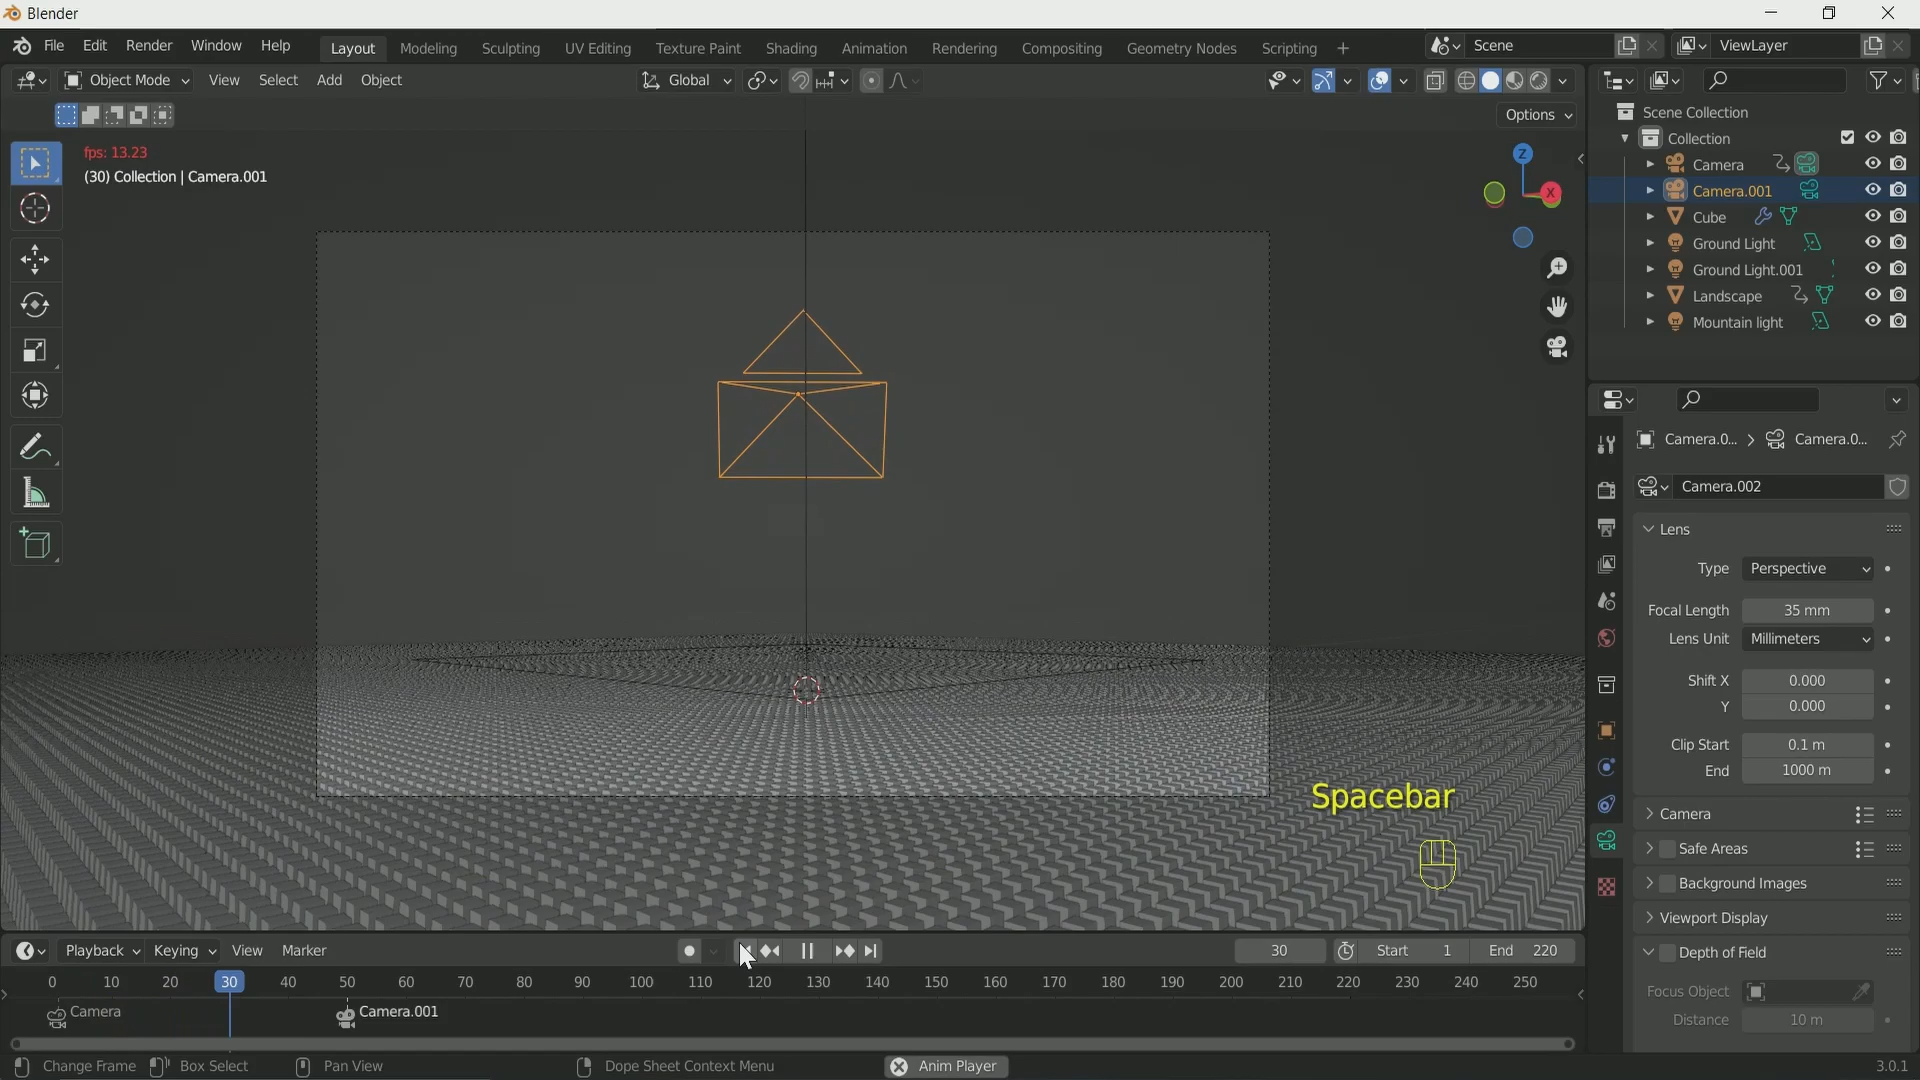 Blender
File Edit Render Window Help Layout Modeling Sculpting UV Editing Texture Paint Shading Animation Rendering Compositing Geometry Nodes Scripting + Scene ViewLayer
Object Mode View Select Add Object Global
Options
fps: 13.23
(30) Collection | Camera.001
Z
X
Scene Collection
Collection
Camera
Camera.001
Cube
Ground Light
Ground Light.001
Landscape
Mountain light
Camera.0... > Camera.0...
Camera.002
Lens
Type Perspective
Focal Length 35 mm
Lens Unit Millimeters
Shift X 0.000
Y 0.000
Clip Start 0.1 m
End 1000 m
Camera
Safe Areas
Background Images
Viewport Display
Depth of Field
Focus Object
Distance 10 m
Spacebar
Playback Keying View Marker 30 Start 1 End 220
0 10 20 30 40 50 60 70 80 90 100 110 120 130 140 150 160 170 180 190 200 210 220 230 240 250
Camera Camera.001
Change Frame Box Select Pan View Dope Sheet Context Menu Anim Player 3.0.1